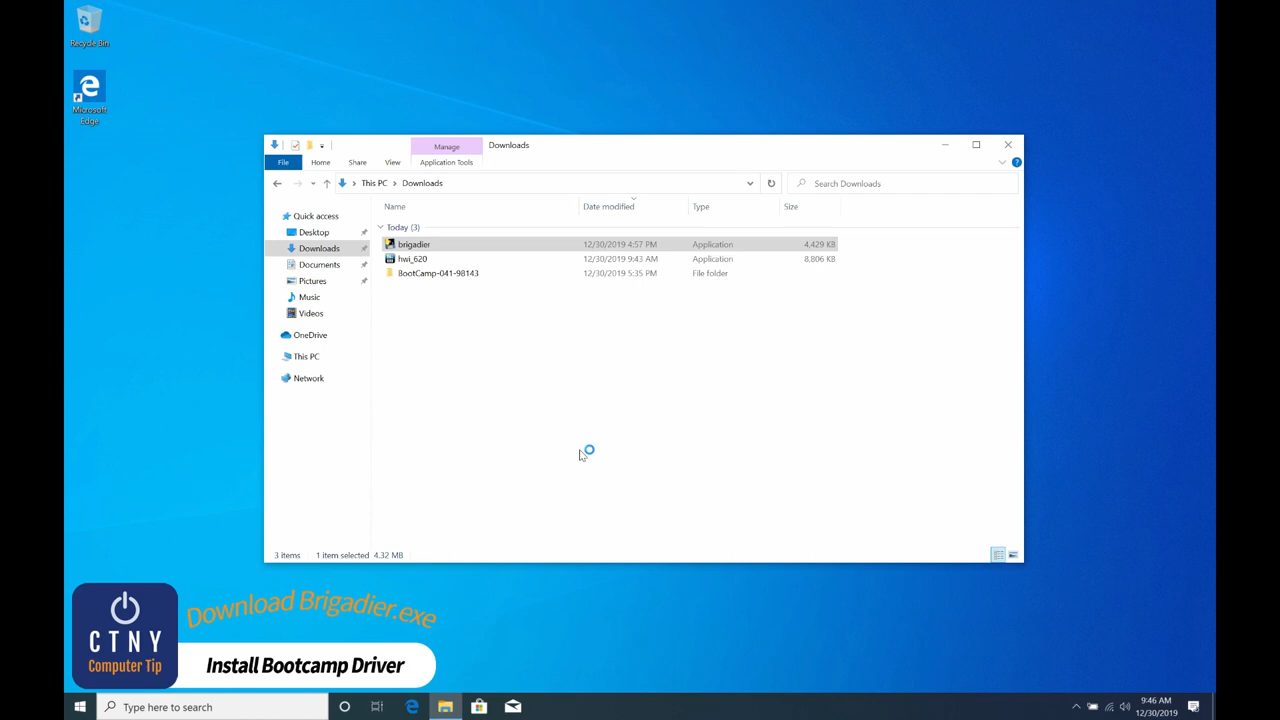 Recycle Bin
Microsoft
Edge
Manage
Downloads
File
Home
Share
View
Application Tools
This PC
Downloads
Search Downloads
Name
Date modified
Type
Size
Quick access
Desktop
Downloads
Documents
Pictures
Music
Videos
OneDrive
This PC
Network
Today (3)
brigadier 12/30/2019 4:57 PM Application 4,429 KB
hwi_620 12/30/2019 9:43 AM Application 8,806 KB
BootCamp-041-98143 12/30/2019 5:35 PM File folder
3 items 1 item selected 4.32 MB
CTNY
Computer Tip
Download Brigadier.exe
Install Bootcamp Driver
Type here to search
9:46 AM
12/30/2019